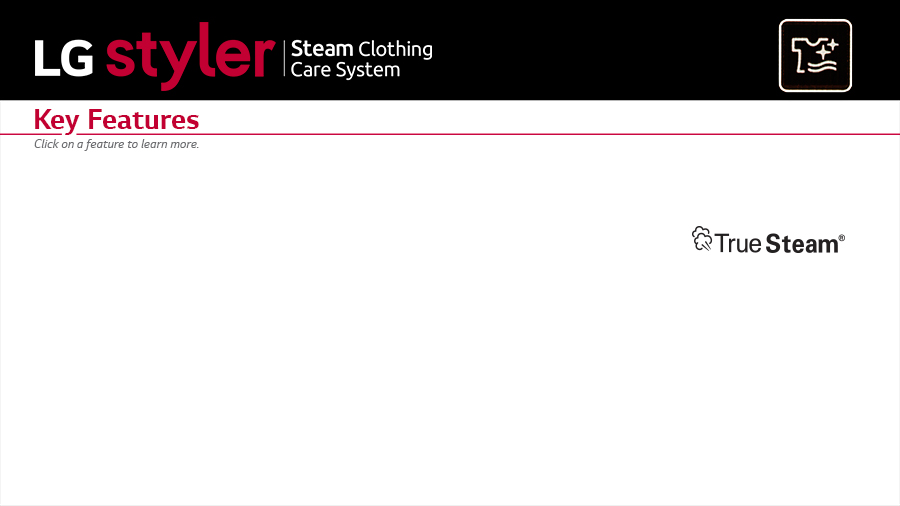 LG styler
Steam Clothing
Care System
Key Features
Click on a feature to learn more.
True Steam®